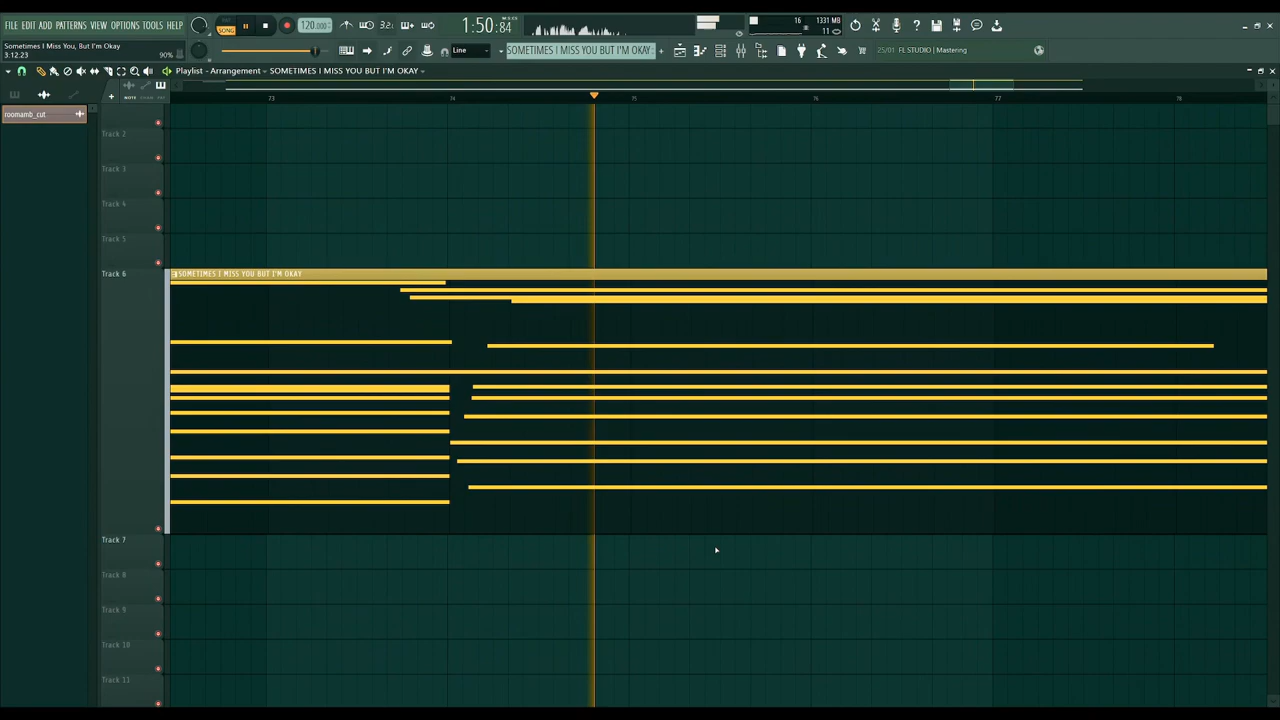 FILE EDIT ADD PATTERNS VIEW OPTIONS TOOLS HELP
SONG
120.000
1:50:84
16
1331 MB
11
Sometimes I Miss You, But I'm Okay
3:12:23
90%
Line
SOMETIMES I MISS YOU BUT I'M OKAY
25/01 FL STUDIO | Mastering
Playlist - Arrangement
SOMETIMES I MISS YOU BUT I'M OKAY
73
74
75
76
77
78
roomamb_cut
Track 2
Track 3
Track 4
Track 5
Track 6
SOMETIMES I MISS YOU BUT I'M OKAY
Track 7
Track 8
Track 9
Track 10
Track 11